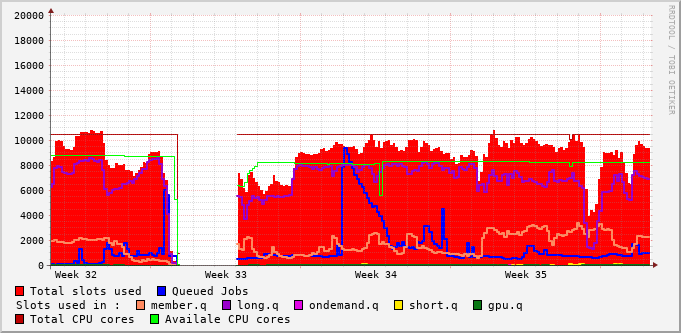 20000
18000
16000
14000
12000
10000
8000
6000
4000
2000
0
Week 32 Week 33 Week 34 Week 35
RRDTOOL / TOBI OETIKER
Total slots used Queued Jobs
Slots used in : member.q long.q ondemand.q short.q gpu.q
Total CPU cores Availale CPU cores